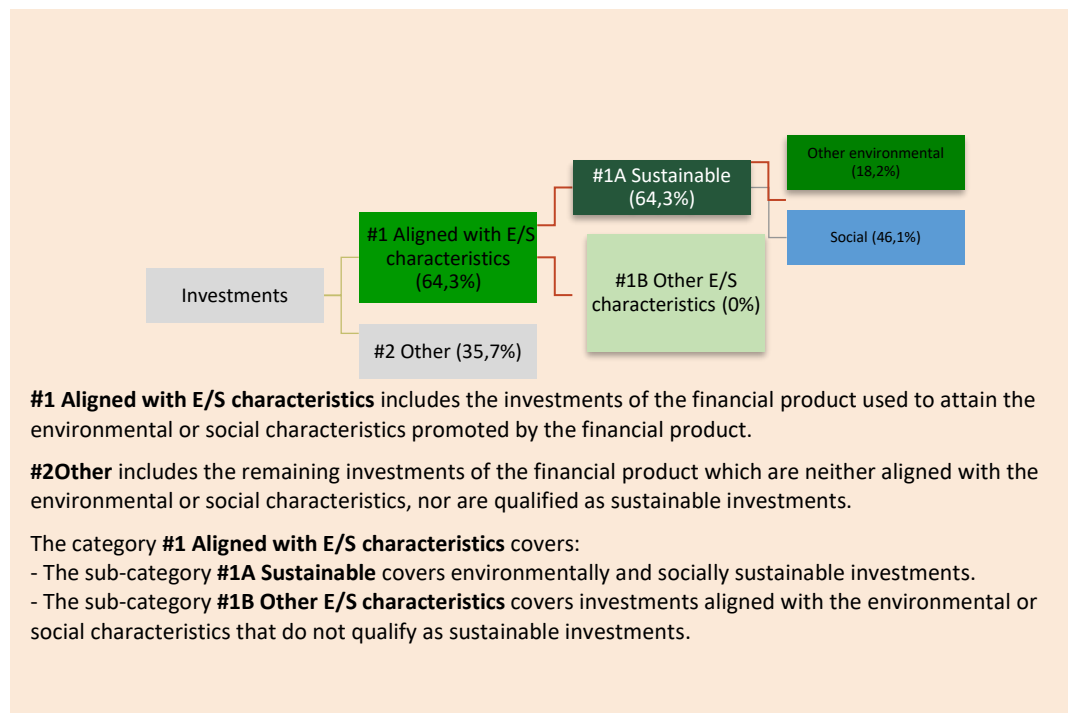 Other environmental
(18,2%)
#1A Sustainable
(64,3%)
Social (46,1%)
#1 Aligned with E/S
characteristics
(64,3%)
#1B Other E/S
characteristics (0%)
Investments
#2 Other (35,7%)
#1 Aligned with E/S characteristics includes the investments of the financial product used to attain the
environmental or social characteristics promoted by the financial product.
#2Other includes the remaining investments of the financial product which are neither aligned with the
environmental or social characteristics, nor are qualified as sustainable investments.
The category #1 Aligned with E/S characteristics covers:
- The sub-category #1A Sustainable covers environmentally and socially sustainable investments.
- The sub-category #1B Other E/S characteristics covers investments aligned with the environmental or
social characteristics that do not qualify as sustainable investments.